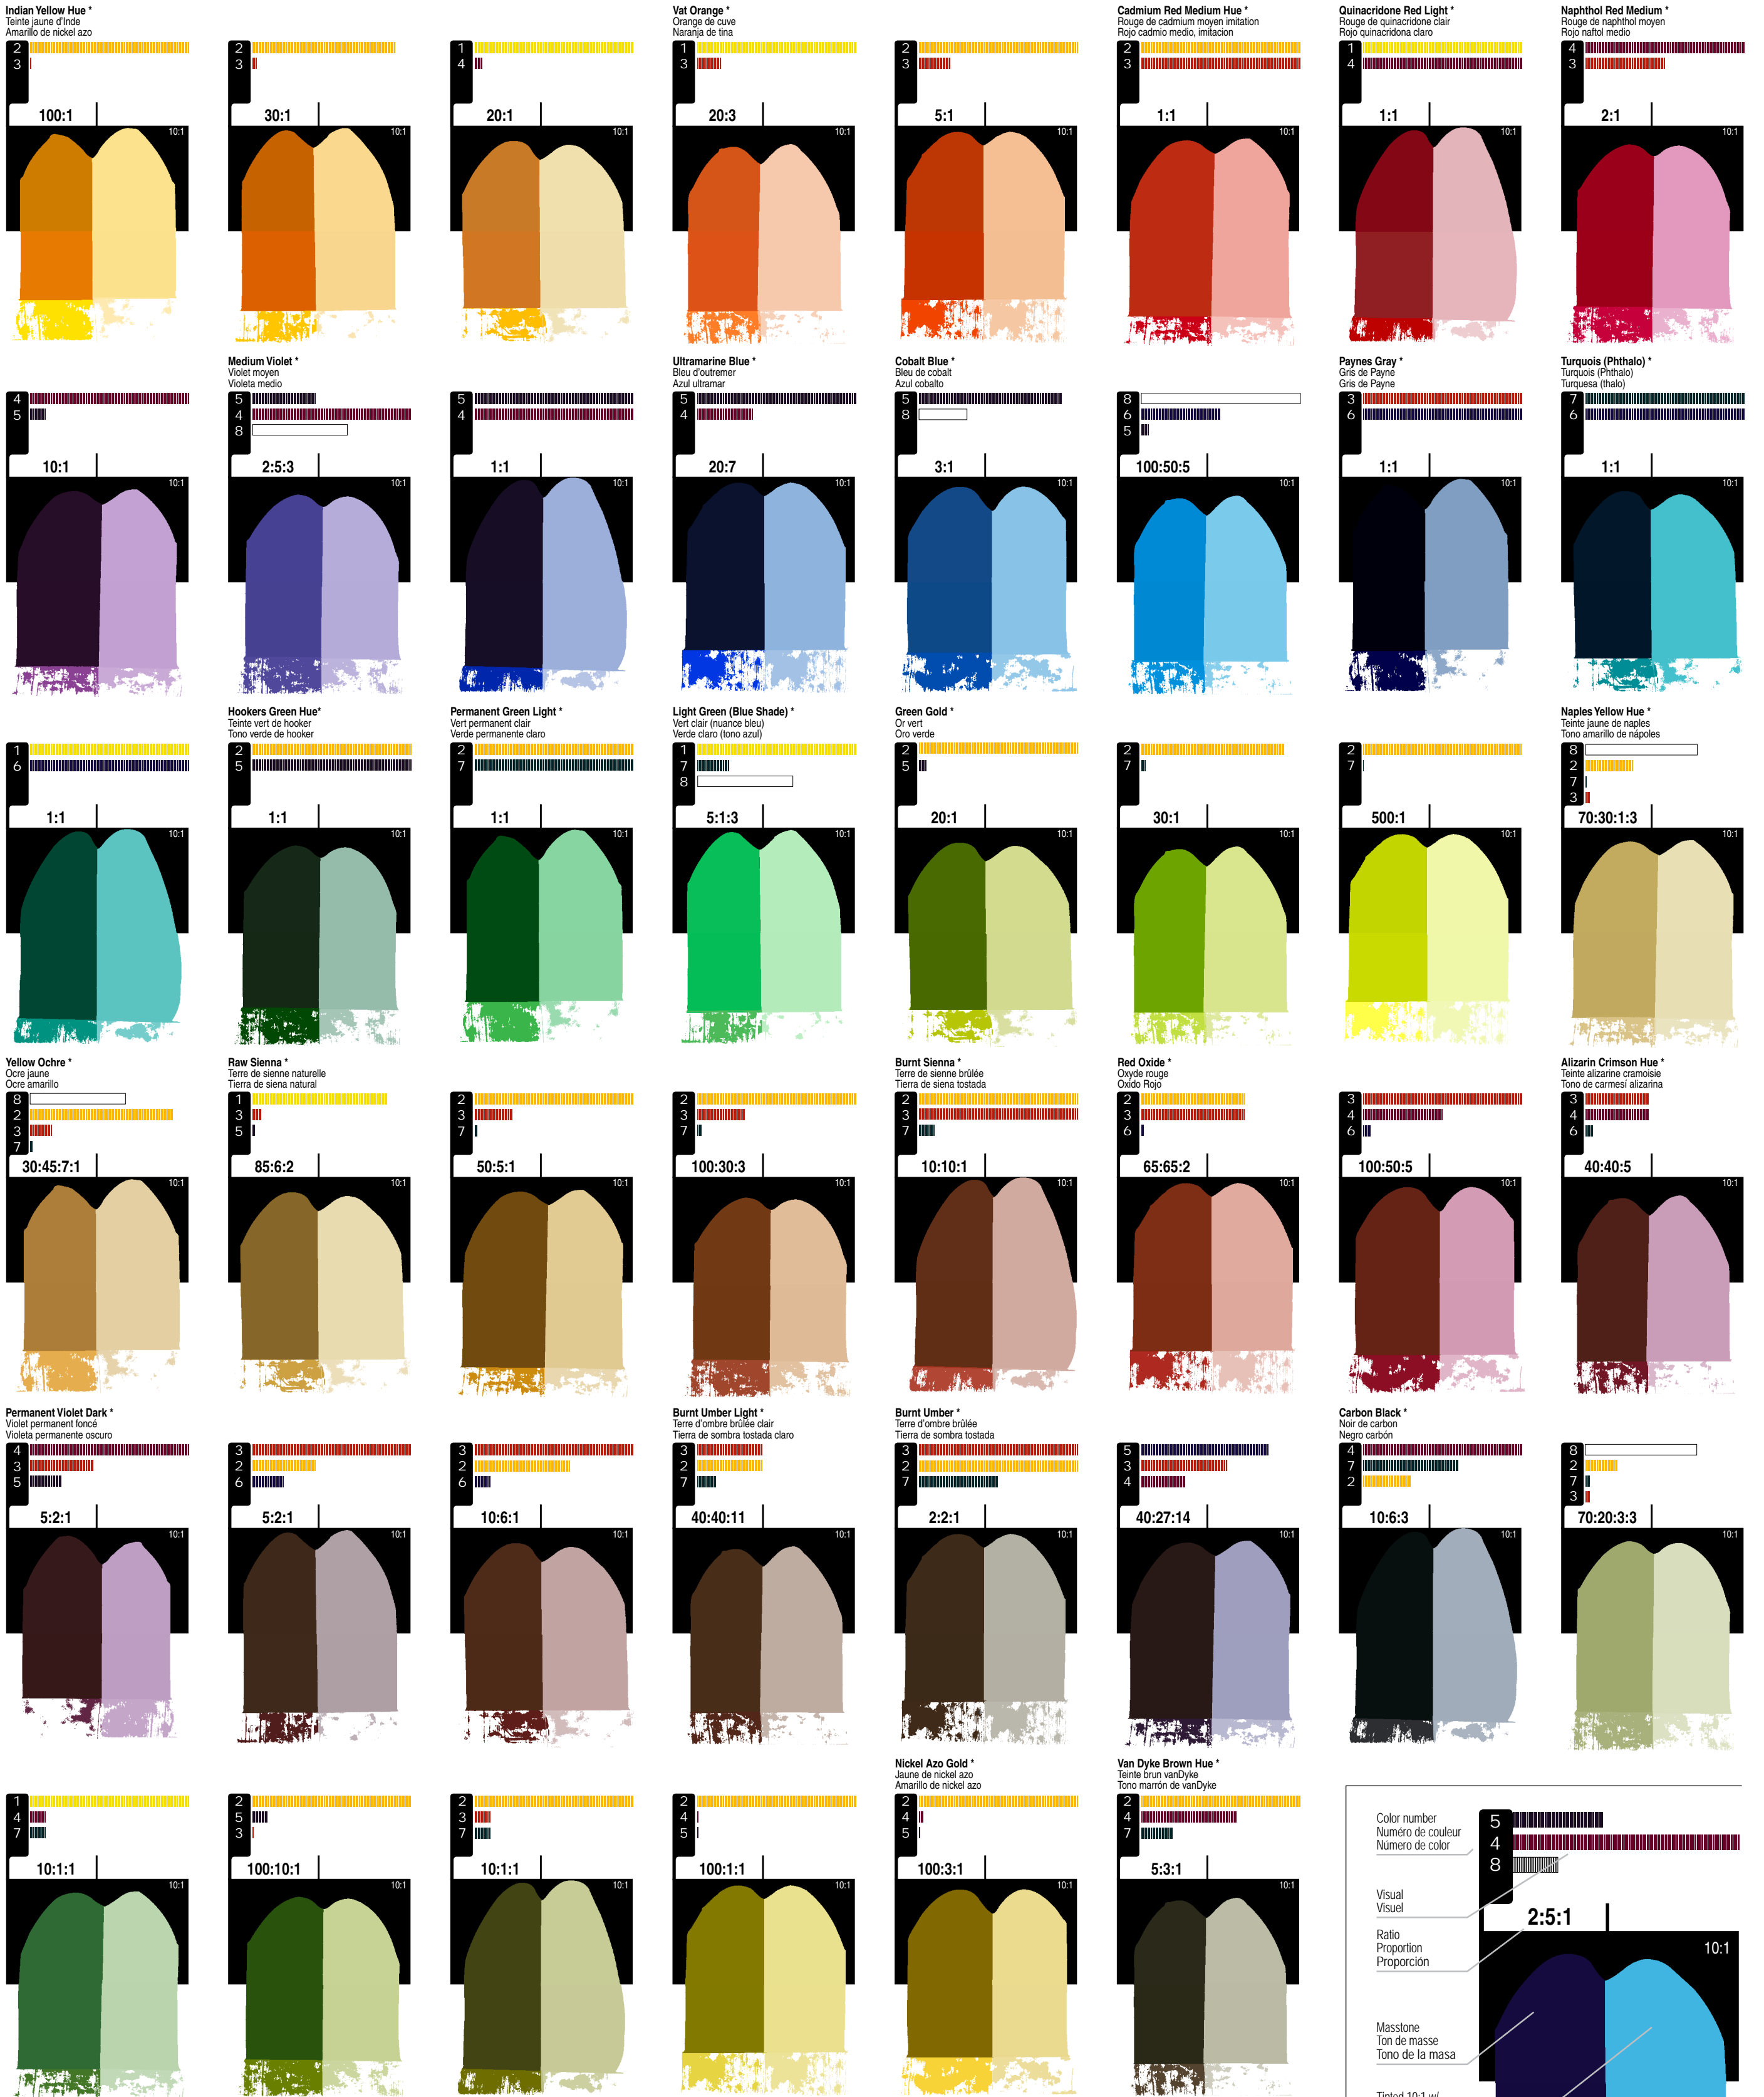 Indian Yellow Hue *
Teinte jaune d'Inde
Amarillo de nickel azo
2
3
100:1
10:1
2
3
30:1
10:1
1
4
20:1
10:1
Vat Orange *
Orange de cuve
Naranja de tina
1
3
20:3
10:1
2
3
5:1
10:1
Cadmium Red Medium Hue *
Rouge de cadmium moyen imitation
Rojo cadmio medio, imitacion
2
3
1:1
10:1
Quinacridone Red Light *
Rouge de quinacridone clair
Rojo quinacridona claro
1
4
1:1
10:1
Naphthol Red Medium *
Rouge de naphthol moyen
Rojo naftol medio
4
3
2:1
10:1
4
5
10:1
10:1
Medium Violet *
Violet moyen
Violeta medio
5
4
8
2:5:3
10:1
5
4
1:1
10:1
Ultramarine Blue *
Bleu d'outremer
Azul ultramar
5
4
20:7
10:1
Cobalt Blue *
Bleu de cobalt
Azul cobalto
5
8
3:1
10:1
8
6
5
100:50:5
10:1
Paynes Gray *
Gris de Payne
Gris de Payne
3
6
1:1
10:1
Turquois (Phthalo) *
Turquois (Phthalo)
Turquesa (thalo)
7
6
1:1
10:1
1
6
1:1
10:1
Hookers Green Hue*
Teinte vert de hooker
Tono verde de hooker
2
5
1:1
10:1
Permanent Green Light *
Vert permanent clair
Verde permanente claro
2
7
1:1
10:1
Light Green (Blue Shade) *
Vert clair (nuance bleu)
Verde claro (tono azul)
1
7
8
5:1:3
10:1
Green Gold *
Or vert
Oro verde
2
5
20:1
10:1
2
7
30:1
10:1
2
7
500:1
10:1
Naples Yellow Hue *
Teinte jaune de naples
Tono amarillo de nápoles
8
2
7
3
70:30:1:3
10:1
Yellow Ochre *
Ocre jaune
Ocre amarillo
8
2
3
7
30:45:7:1
10:1
Raw Sienna *
Terre de sienne naturelle
Tierra de siena natural
1
3
5
85:6:2
10:1
2
3
7
50:5:1
10:1
2
3
7
100:30:3
10:1
Burnt Sienna *
Terre de sienne brûlée
Tierra de siena tostada
2
3
7
10:10:1
10:1
Red Oxide *
Oxyde rouge
Oxido Rojo
2
3
6
65:65:2
10:1
3
4
6
100:50:5
10:1
Alizarin Crimson Hue *
Teinte alizarine cramoisie
Tono de carmesí alizarina
3
4
6
40:40:5
10:1
Permanent Violet Dark *
Violet permanent foncé
Violeta permanente oscuro
4
3
5
5:2:1
10:1
3
2
6
5:2:1
10:1
3
2
6
10:6:1
10:1
Burnt Umber Light *
Terre d'ombre brûlée clair
Tierra de sombra tostada claro
3
2
7
40:40:11
10:1
Burnt Umber *
Terre d'ombre brûlée
Tierra de sombra tostada
3
2
7
2:2:1
10:1
5
3
4
40:27:14
10:1
Carbon Black *
Noir de carbon
Negro carbón
4
7
2
10:6:3
10:1
8
2
7
3
70:20:3:3
10:1
1
4
7
10:1:1
10:1
2
5
3
100:10:1
10:1
2
3
7
10:1:1
10:1
2
4
5
100:1:1
10:1
Nickel Azo Gold *
Jaune de nickel azo
Amarillo de nickel azo
2
4
5
100:3:1
10:1
Van Dyke Brown Hue *
Teinte brun vanDyke
Tono marrón de vanDyke
2
4
7
5:3:1
10:1
Color number
Numéro de couleur
Número de color
5
4
8
Visual
Visuel
Ratio
Proportion
Proporción
2:5:1
10:1
Masstone
Ton de masse
Tono de la masa
Tinted 10:1 w/